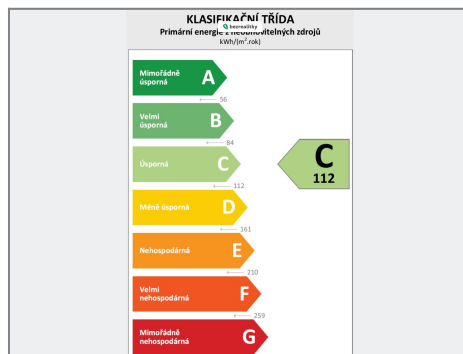 KLASIFIKAČNÍ TŘÍDA
bezrealitky
Primární energie z neobnovitelných zdrojů
kWh/(m².rok)
Mimořádně
úsporná
A
56
Velmi
úsporná
B
84
Úsporná
C
112
C
112
Méně úsporná
D
161
Nehospodárná
E
210
Velmi
nehospodárná
F
259
Mimořádně
nehospodárná
G